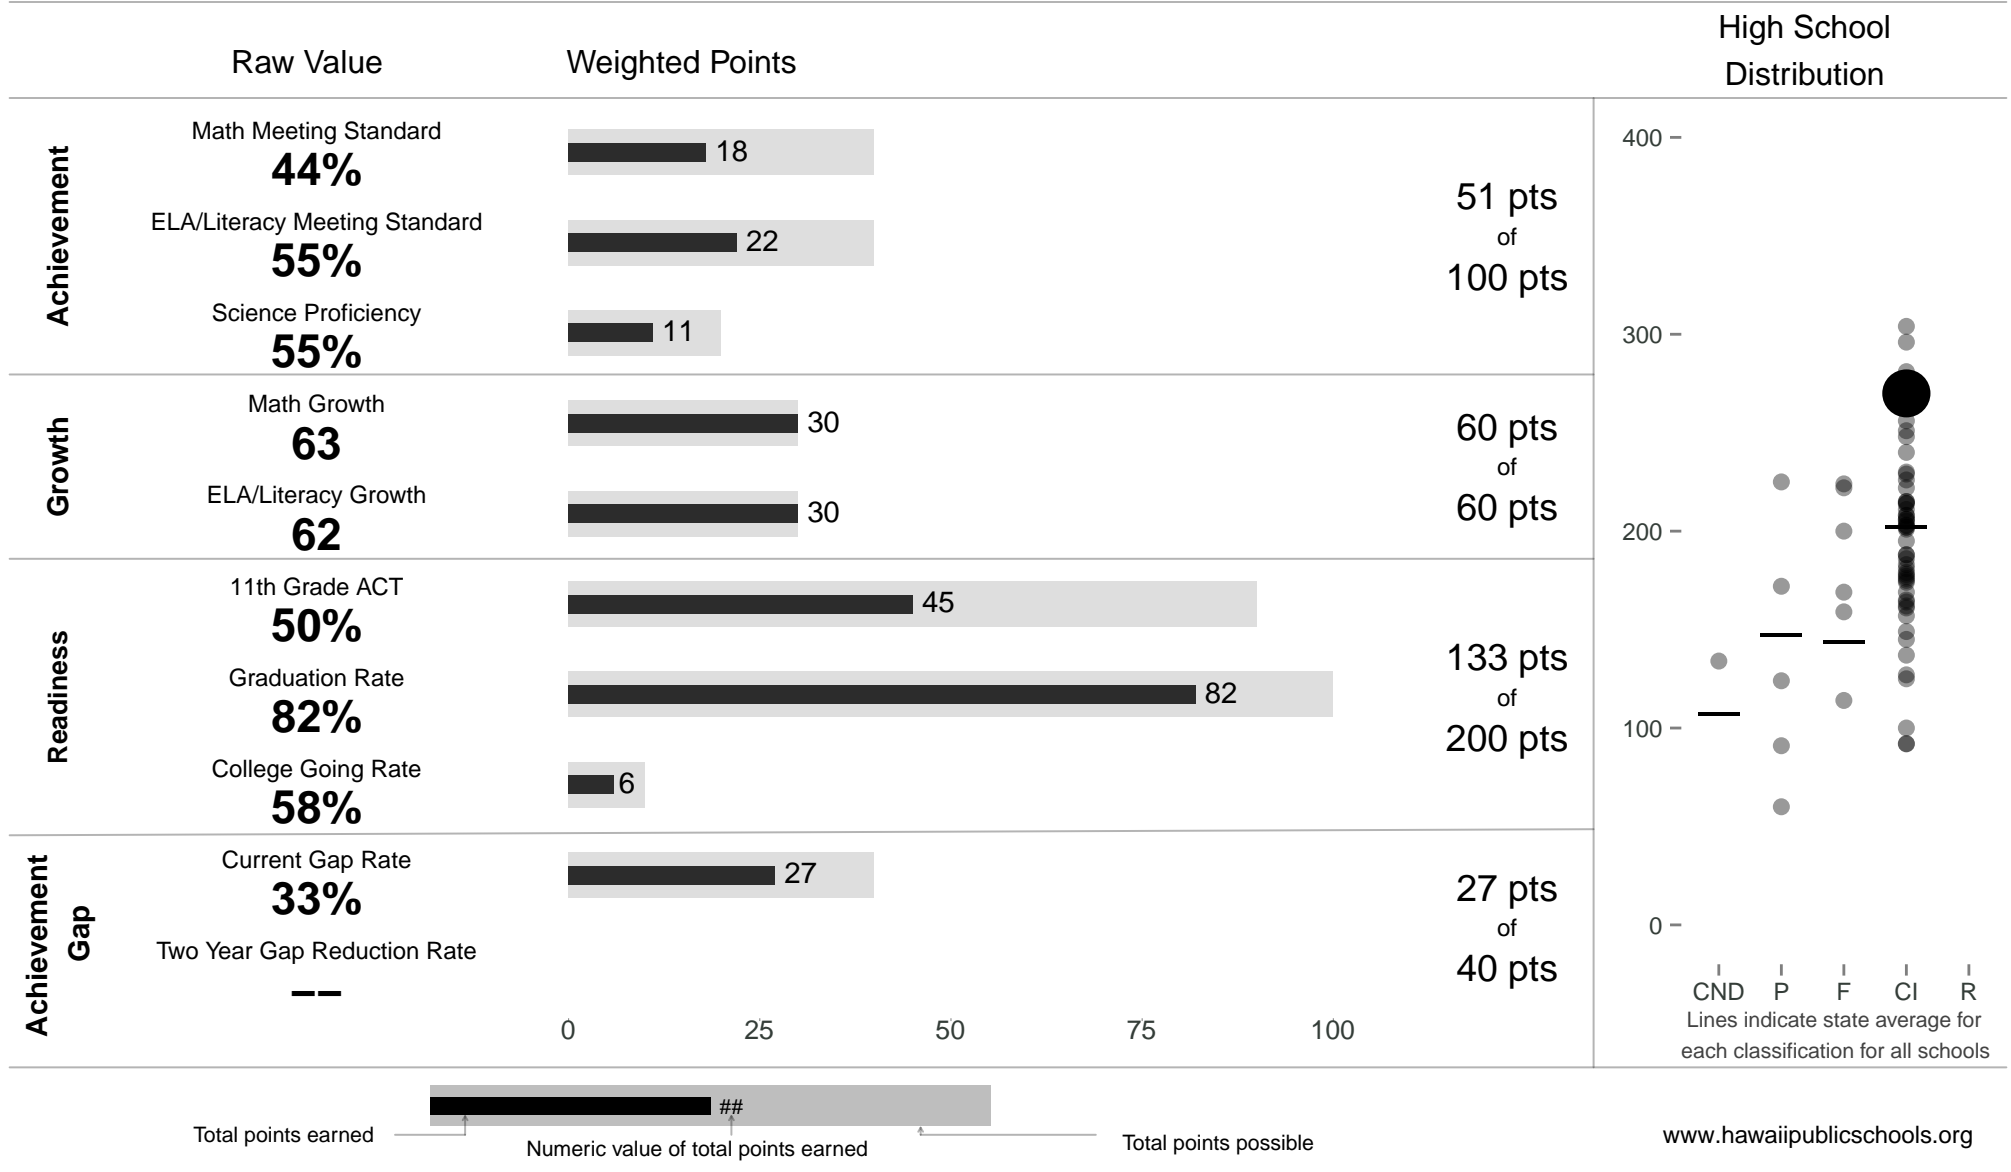 Raw Value
Weighted Points
High School
Distribution
Achievement
Math Meeting Standard
44%
18
ELA/Literacy Meeting Standard
55%
22
Science Proficiency
55%
11
51 pts
of
100 pts
Growth
Math Growth
63
30
ELA/Literacy Growth
62
30
60 pts
of
60 pts
Readiness
11th Grade ACT
50%
45
Graduation Rate
82%
82
College Going Rate
58%
6
133 pts
of
200 pts
Achievement
Gap
Current Gap Rate
33%
27
Two Year Gap Reduction Rate
--
27 pts
of
40 pts
0 25 50 75 100
400
300
200
100
0
CND P F CI R
Lines indicate state average for
each classification for all schools
##
Total points earned
Numeric value of total points earned
Total points possible
www.hawaiipublicschools.org